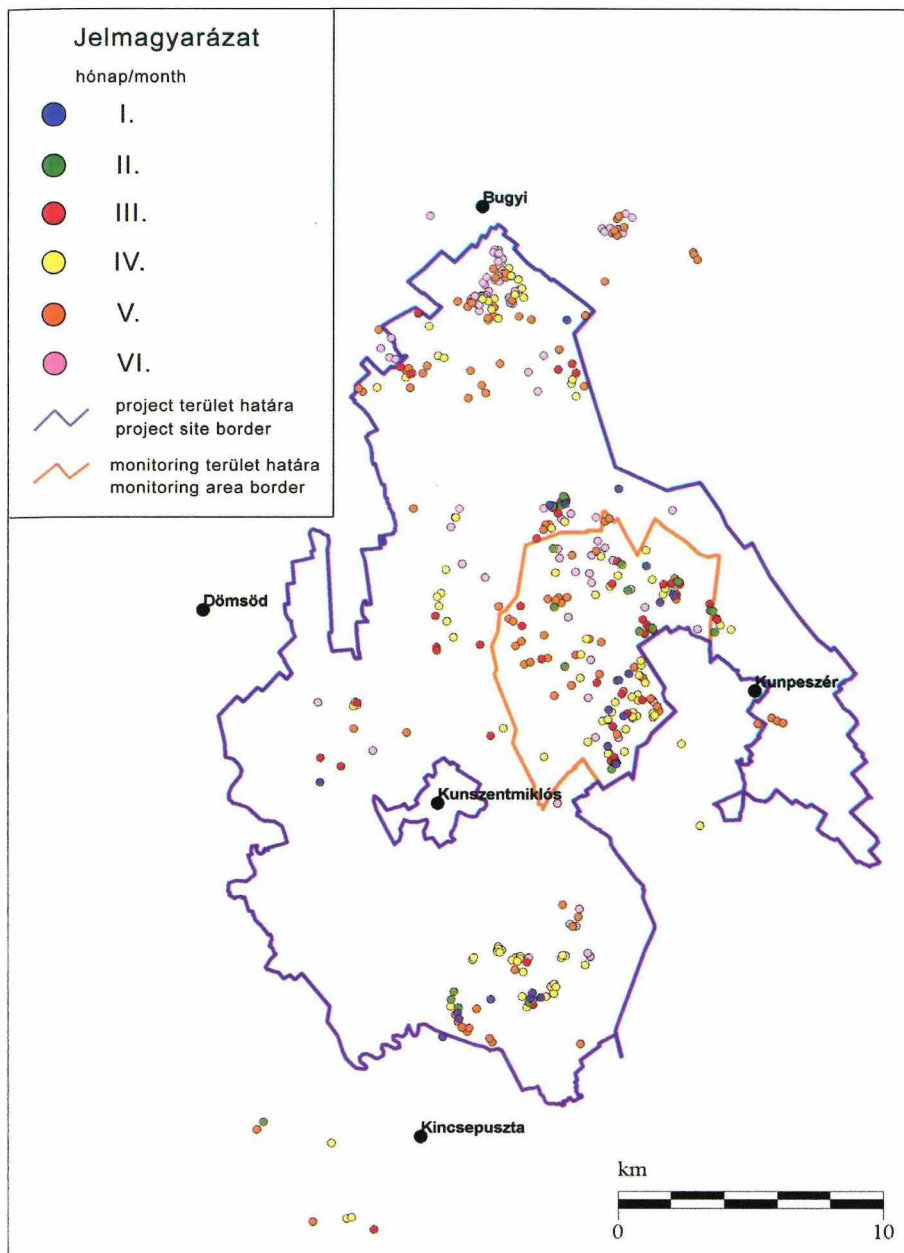 Jelmagyarázat
hónap/month
I.
II.
III.
IV.
V.
VI.
project terület határa
project site border
monitoring terület határa
monitoring area border
Bugyi
Dömsöd
Kunpeszér
Kunszentmiklós
Kincsepuszta
km
0 10